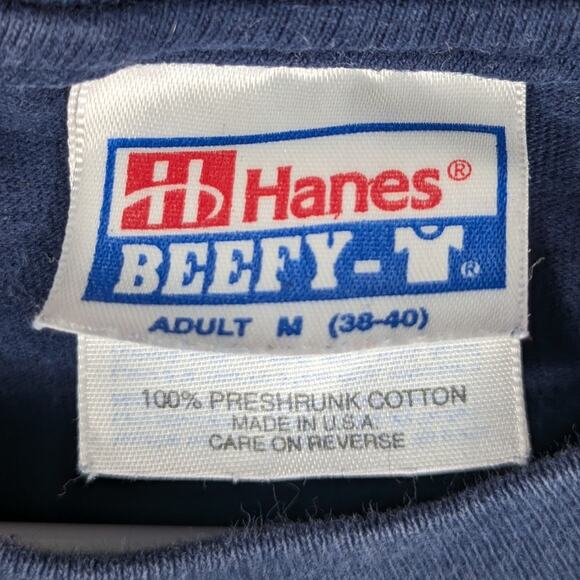 Hanes®
BEEFY-®
ADULT M (38-40)
100% PRESHRUNK COTTON
MADE IN U.S.A.
CARE ON REVERSE